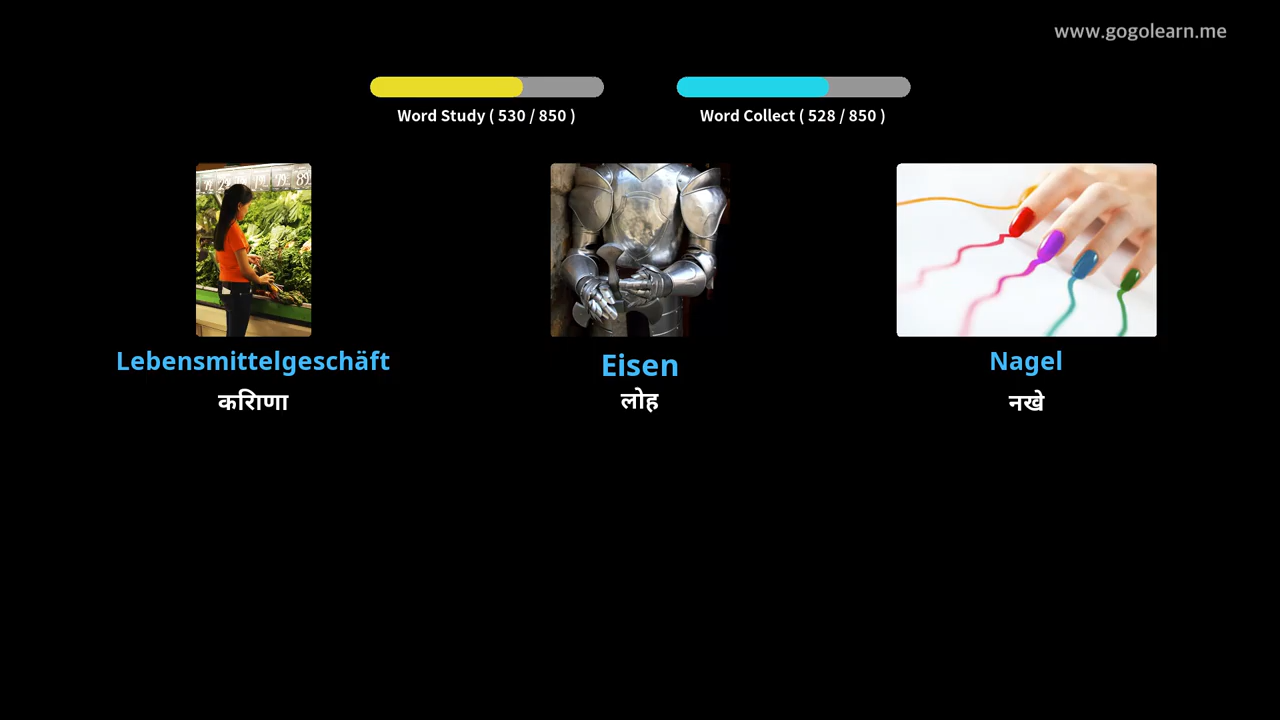 www.gogolearn.me
Word Study ( 530 / 850 )
Word Collect ( 528 / 850 )
Lebensmittelgeschäft
Eisen
Nagel
करिाणा
लोह
नखे